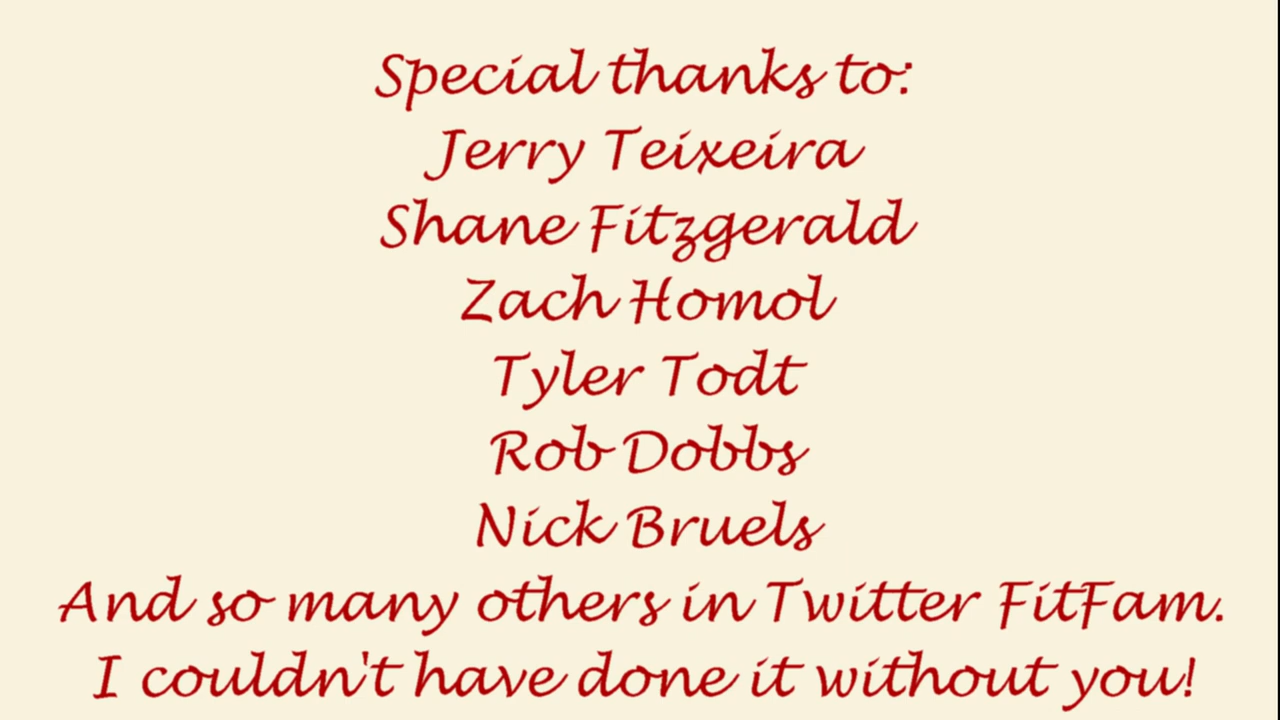 Special thanks to:
Jerry Teixeira
Shane Fitzgerald
Zach Homol
Tyler Todt
Rob Dobbs
Nick Bruels
And so many others in Twitter FitFam.
I couldn't have done it without you!